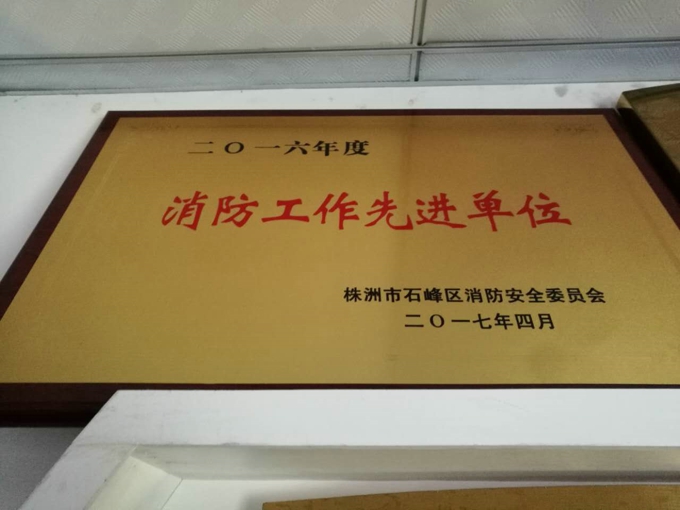 二〇一六年度
消防工作先进单位
株洲市石峰区消防安全委员会
二〇一七年四月